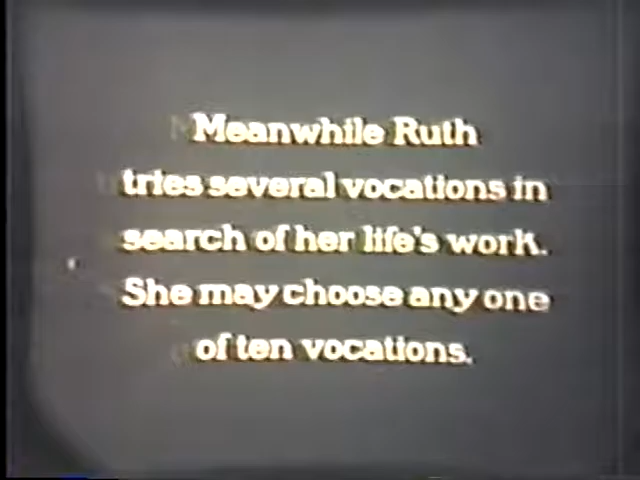 Meanwhile Ruth
tries several vocations in
search of her life's work.
She may choose any one
of ten vocations.